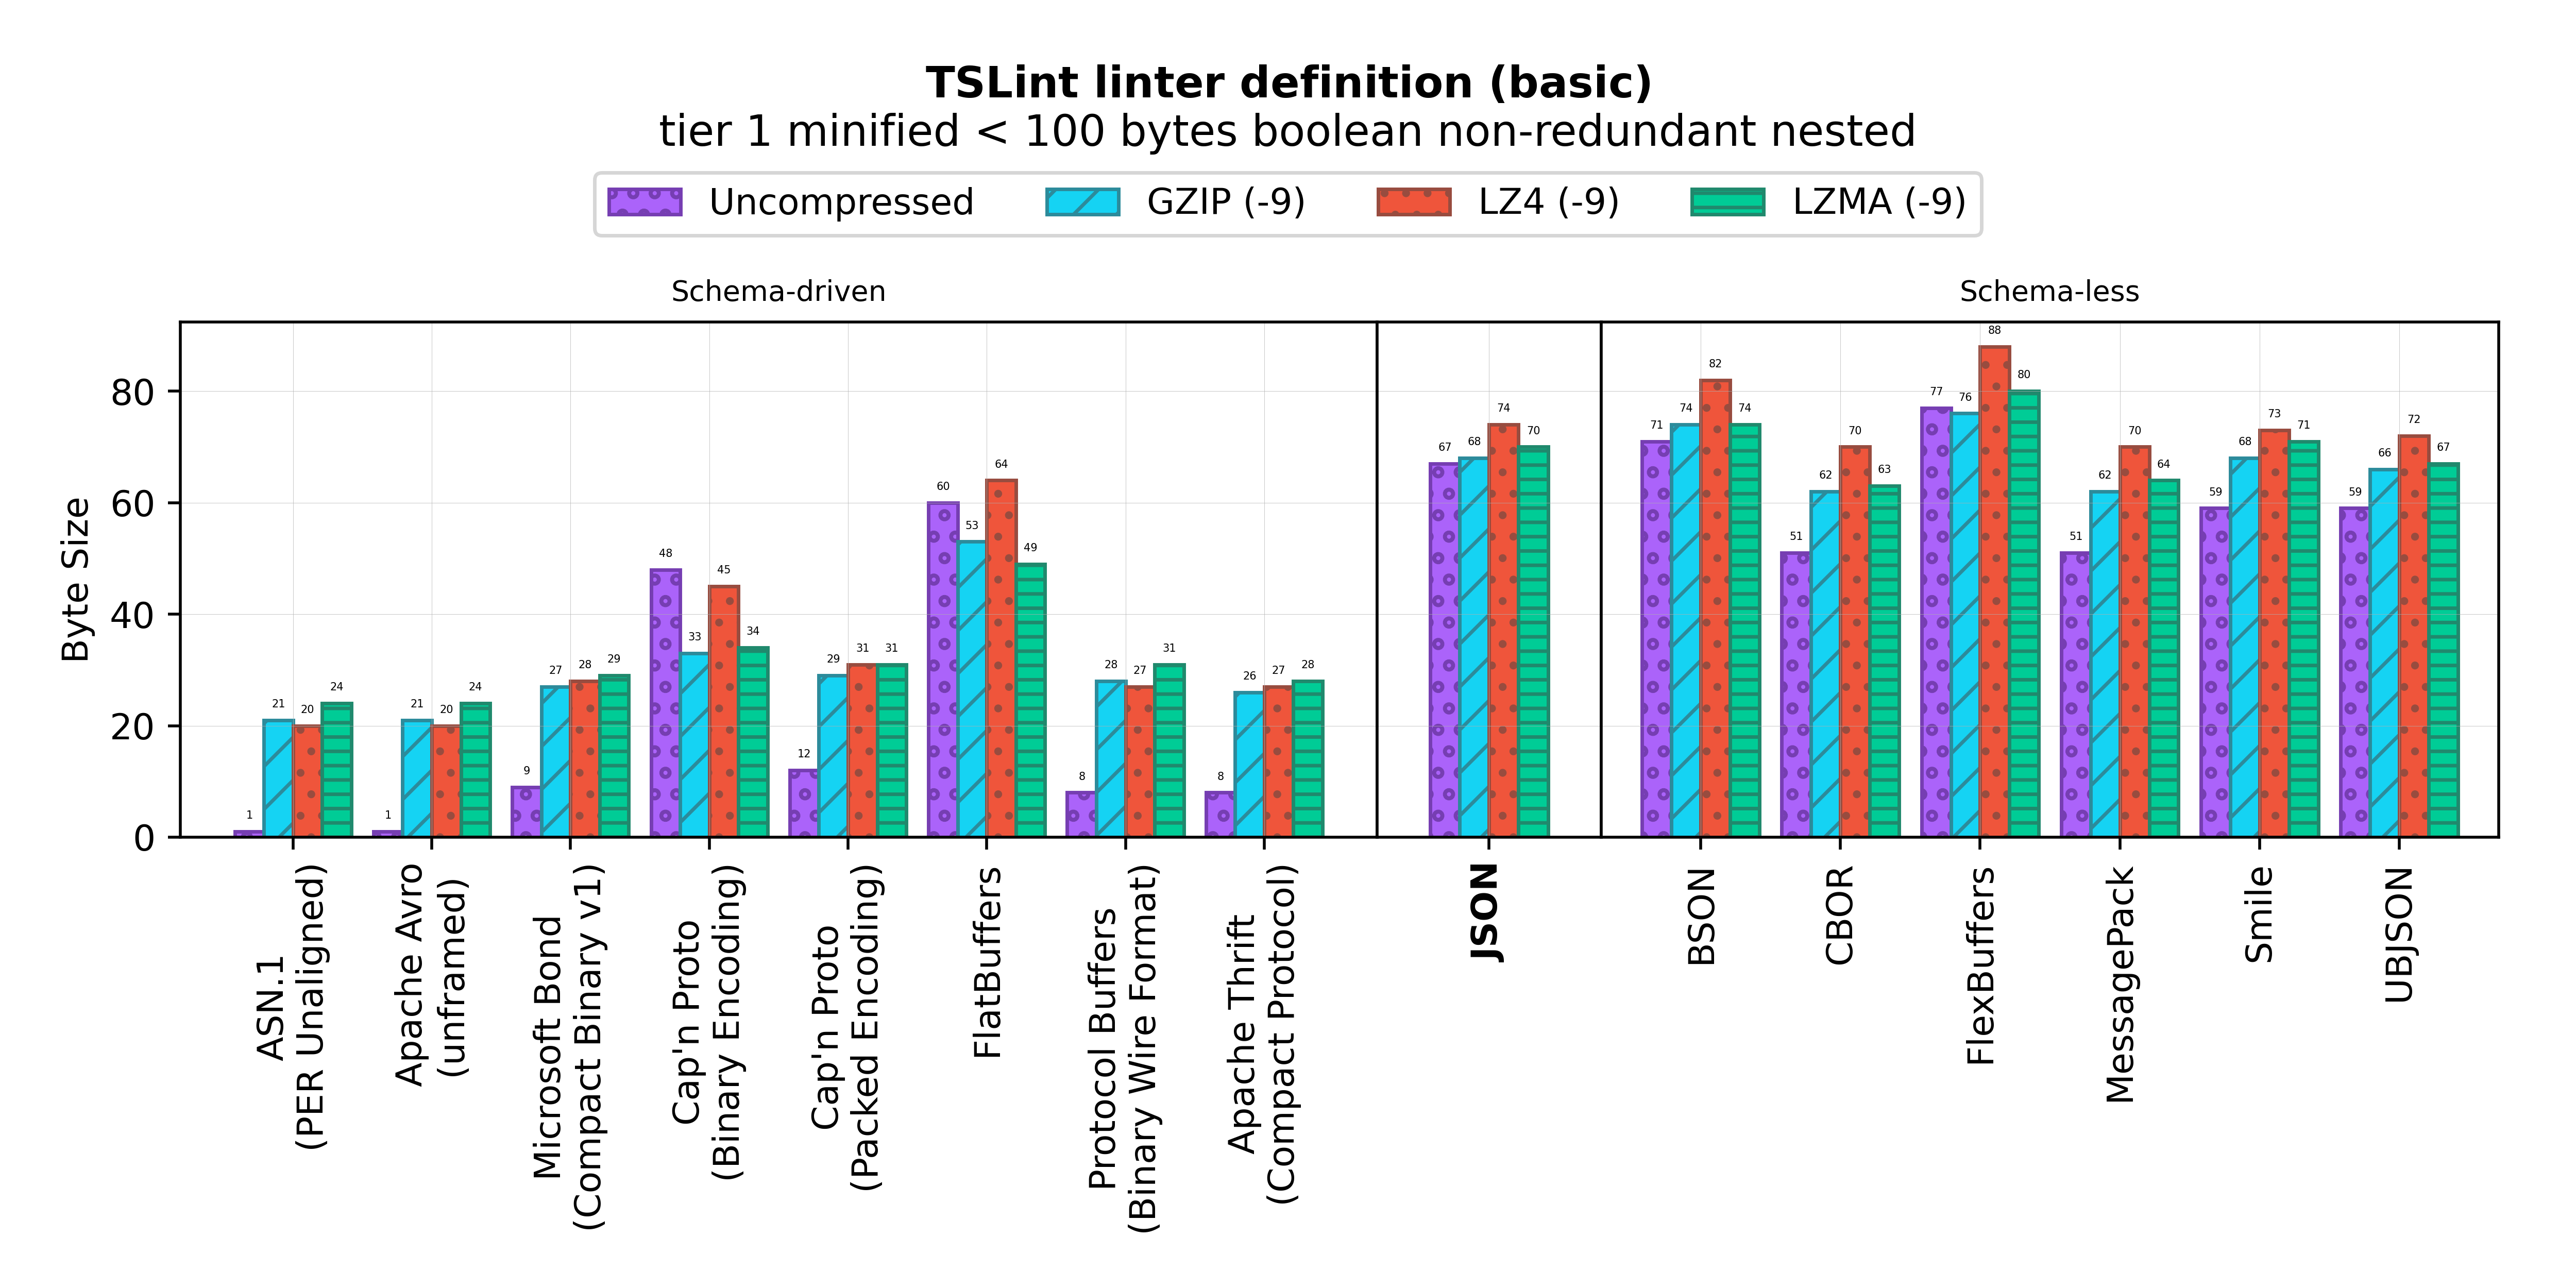 TSLint linter definition (basic)
tier 1 minified < 100 bytes boolean non-redundant nested
Uncompressed
GZIP (-9)
LZ4 (-9)
LZMA (-9)
Schema-driven
Schema-less
Byte Size
80
60
40
20
0
1
21
20
24
1
21
20
24
9
27
28
29
48
33
45
34
12
29
31
31
60
53
64
49
8
28
27
31
8
26
27
28
67
68
74
70
71
74
82
74
51
62
70
63
77
76
88
80
51
62
70
64
59
68
73
71
59
66
72
67
ASN.1
(PER Unaligned)
Apache Avro
(unframed)
Microsoft Bond
(Compact Binary v1)
Cap'n Proto
(Binary Encoding)
Cap'n Proto
(Packed Encoding)
FlatBuffers
Protocol Buffers
(Binary Wire Format)
Apache Thrift
(Compact Protocol)
JSON
BSON
CBOR
FlexBuffers
MessagePack
Smile
UBJSON